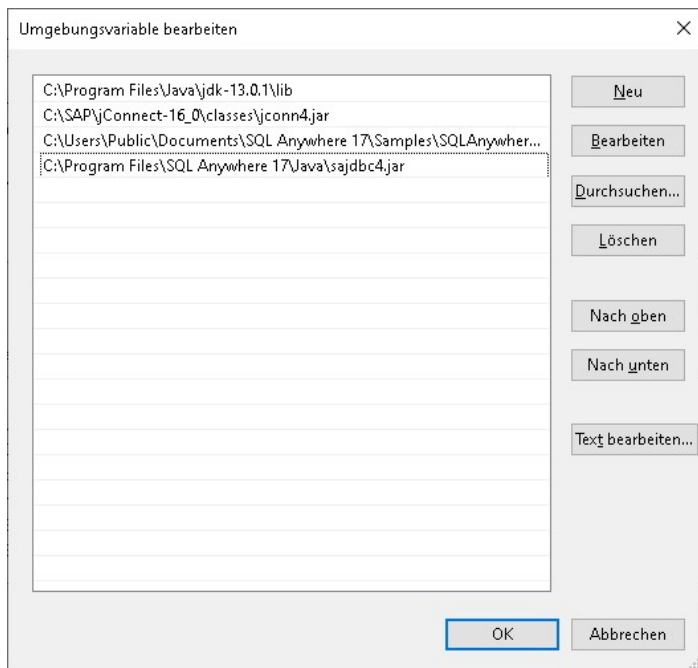 Umgebungsvariable bearbeiten
C:\Program Files\Java\jdk-13.0.1\lib
C:\SAP\jConnect-16_0\classes\jconn4.jar
C:\Users\Public\Documents\SQL Anywhere 17\Samples\SQLAnywher...
C:\Program Files\SQL Anywhere 17\Java\sajdbc4.jar
Neu
Bearbeiten
Durchsuchen...
Löschen
Nach oben
Nach unten
Text bearbeiten...
OK
Abbrechen